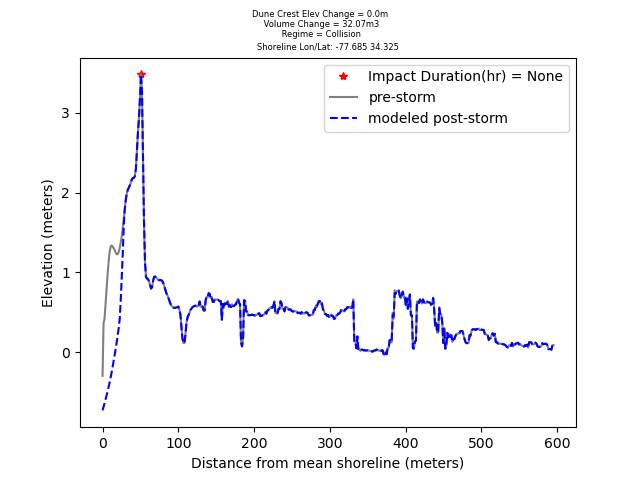 Dune Crest Elev Change = 0.0m
Volume Change = 32.07m3
Regime = Collision
Shoreline Lon/Lat: -77.685 34.325
Impact Duration(hr) = None
pre-storm
modeled post-storm
Elevation (meters)
3
2
1
0
0 100 200 300 400 500 600
Distance from mean shoreline (meters)